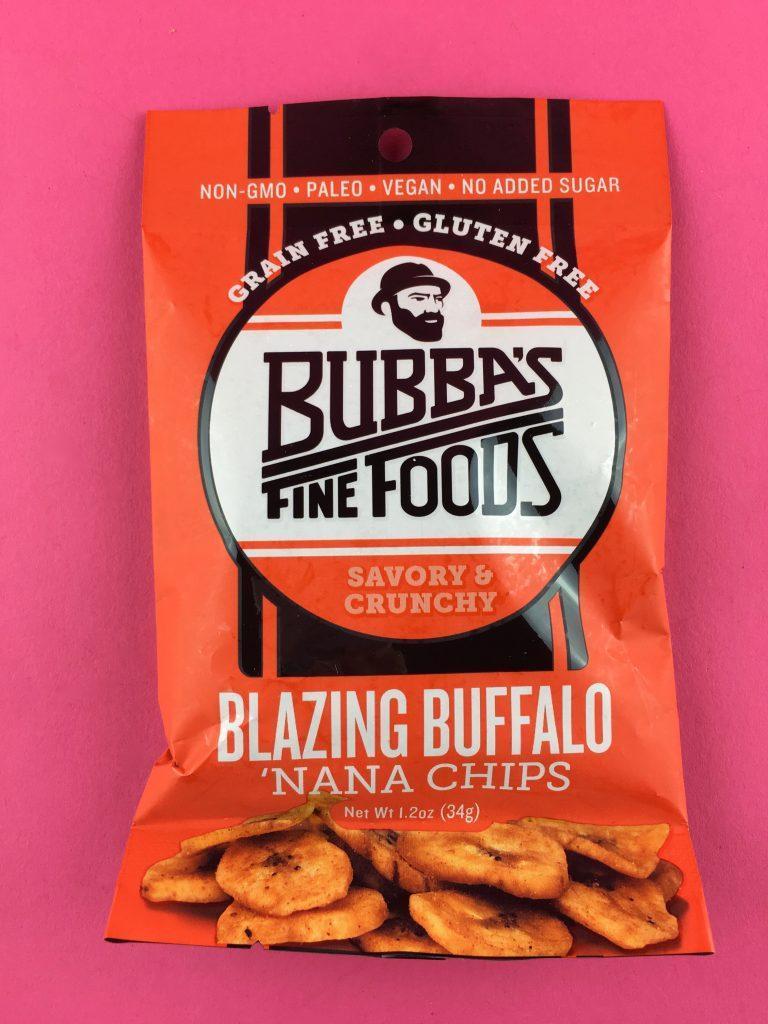 NON-GMO • PALEO • VEGAN • NO ADDED SUGAR
GRAIN FREE • GLUTEN FREE
BUBBA'S
FINE FOODS
SAVORY &
CRUNCHY
BLAZING BUFFALO
'NANA CHIPS
Net Wt 1.2oz (34g)